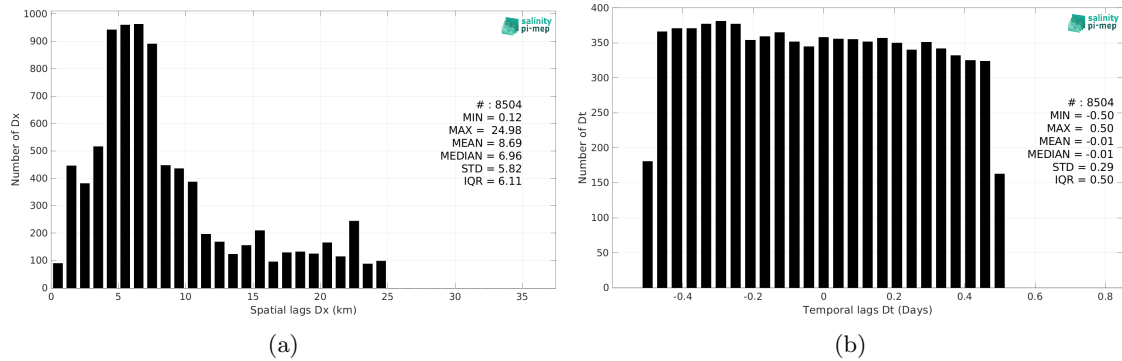 1000
900
800
700
600
500
400
300
200
100
0
Number of Dx
0 5 10 15 20 25 30 35
Spatial lags Dx (km)
salinity
pi-mep
# : 8504
MIN = 0.12
MAX = 24.98
MEAN = 8.69
MEDIAN = 6.96
STD = 5.82
IQR = 6.11
(a)
400
350
300
250
200
150
100
50
0
Number of Dt
-0.4 -0.2 0 0.2 0.4 0.6 0.8
Temporal lags Dt (Days)
salinity
pi-mep
# : 8504
MIN = -0.50
MAX = 0.50
MEAN = -0.01
MEDIAN = -0.01
STD = 0.29
IQR = 0.50
(b)